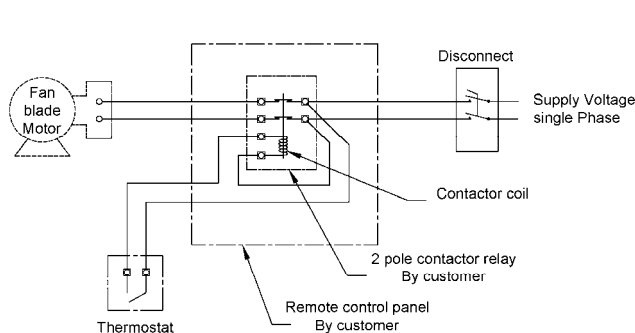 Disconnect
Fan
blade
Motor
Supply Voltage
single Phase
Contactor coil
2 pole contactor relay
By customer
Remote control panel
By customer
Thermostat